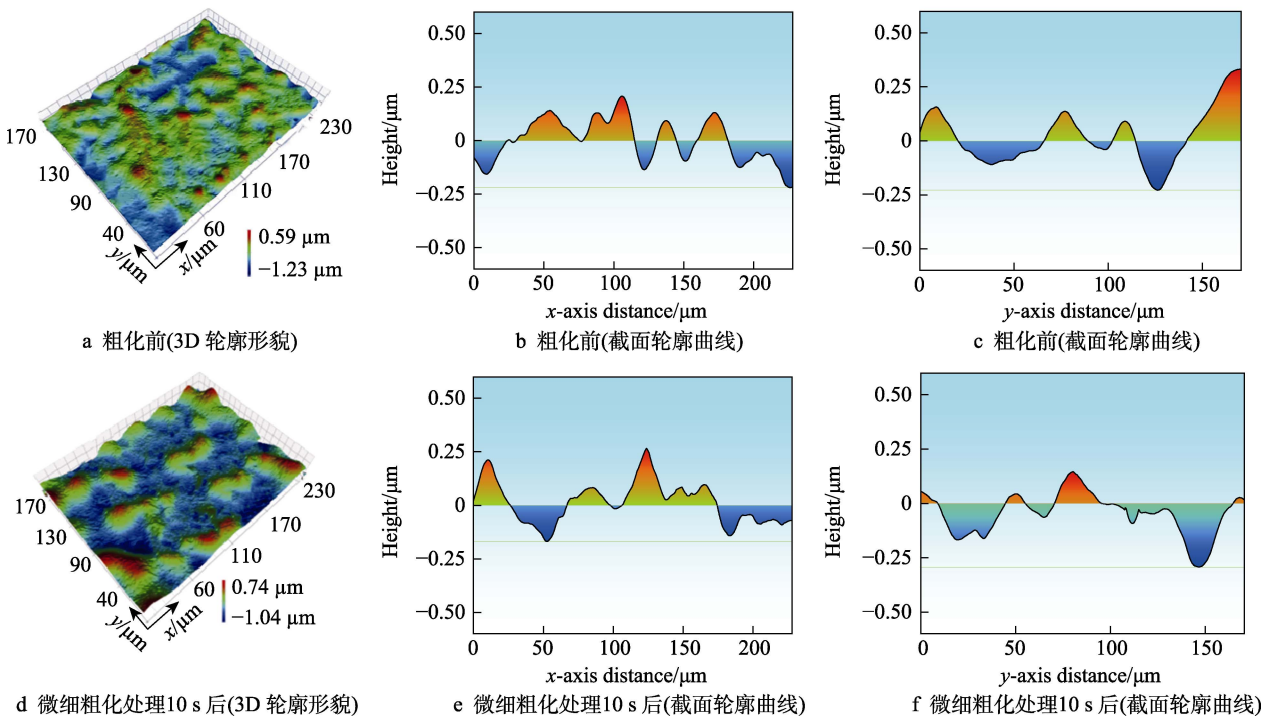 170
130
90
40
y/μm
x/μm
60
110
170
230
0.59 μm
−1.23 μm
a 粗化前(3D 轮廓形貌)
Height/μm
0.50
0.25
0
−0.25
−0.50
0 50 100 150 200
x-axis distance/μm
b 粗化前(截面轮廓曲线)
Height/μm
0.50
0.25
0
−0.25
−0.50
0 50 100 150
y-axis distance/μm
c 粗化前(截面轮廓曲线)
170
130
90
40
y/μm
x/μm
60
110
170
230
0.74 μm
−1.04 μm
d 微细粗化处理10 s 后(3D 轮廓形貌)
Height/μm
0.50
0.25
0
−0.25
−0.50
0 50 100 150 200
x-axis distance/μm
e 微细粗化处理10 s 后(截面轮廓曲线)
Height/μm
0.50
0.25
0
−0.25
−0.50
0 50 100 150
y-axis distance/μm
f 微细粗化处理10 s 后(截面轮廓曲线)